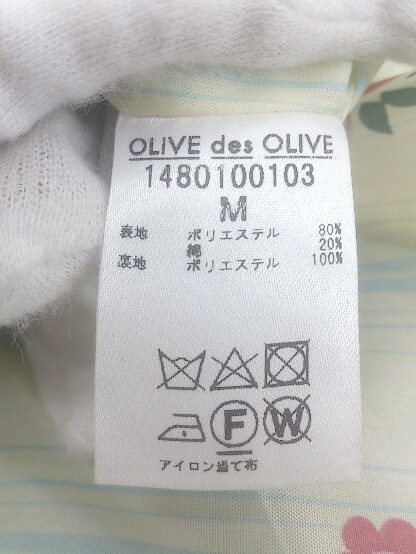 OLIVE des OLIVE
1480100103
M
表地 ポリエステル 80%
綿 20%
裏地 ポリエステル 100%
F W
アイロン当て布